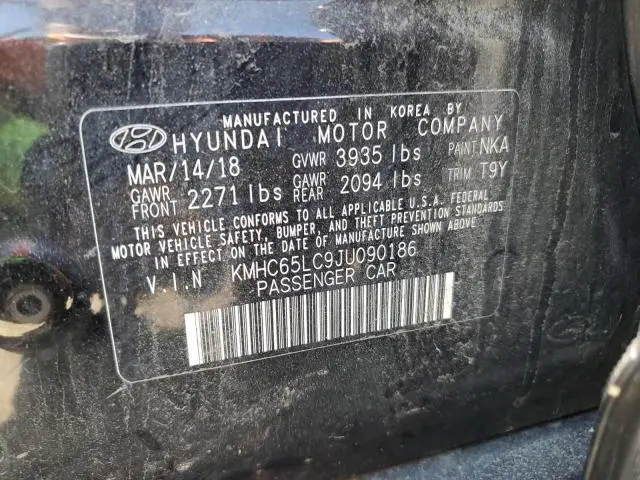 MANUFACTURED IN KOREA BY
HYUNDAI MOTOR COMPANY
MAR/14/18 GVWR 3935 lbs PAINT NKA
GAWR FRONT 2271 lbs GAWR REAR 2094 lbs TRIM T9Y
THIS VEHICLE CONFORMS TO ALL APPLICABLE U.S.A. FEDERAL
MOTOR VEHICLE SAFETY, BUMPER, AND THEFT PREVENTION STANDARDS
IN EFFECT ON THE DATE OF MANUFACTURE SHOWN ABOVE.
V.I.N KMHC65LC9JU090186
PASSENGER CAR